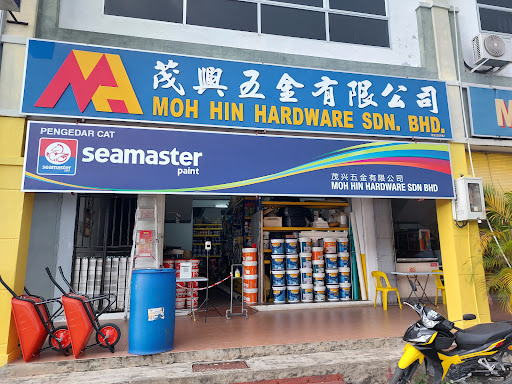 茂興五金有限公司
MOH HIN HARDWARE SDN. BHD.
PENGEDAR CAT
seamaster
paint
seamaster
茂兴五金有限公司
MOH HIN HARDWARE SDN BHD